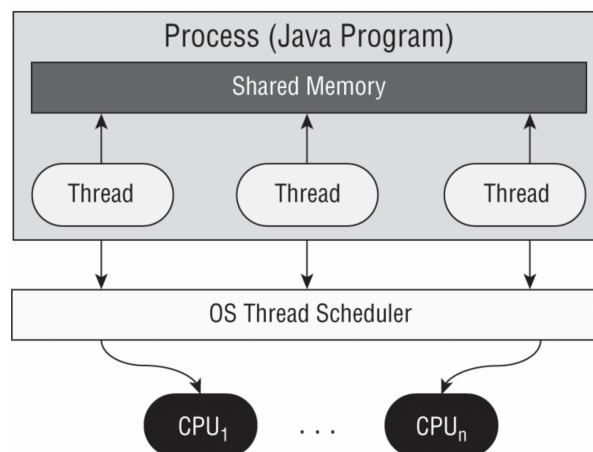 Process (Java Program)
Shared Memory
Thread Thread Thread
OS Thread Scheduler
CPU₁ . . . CPUₙ